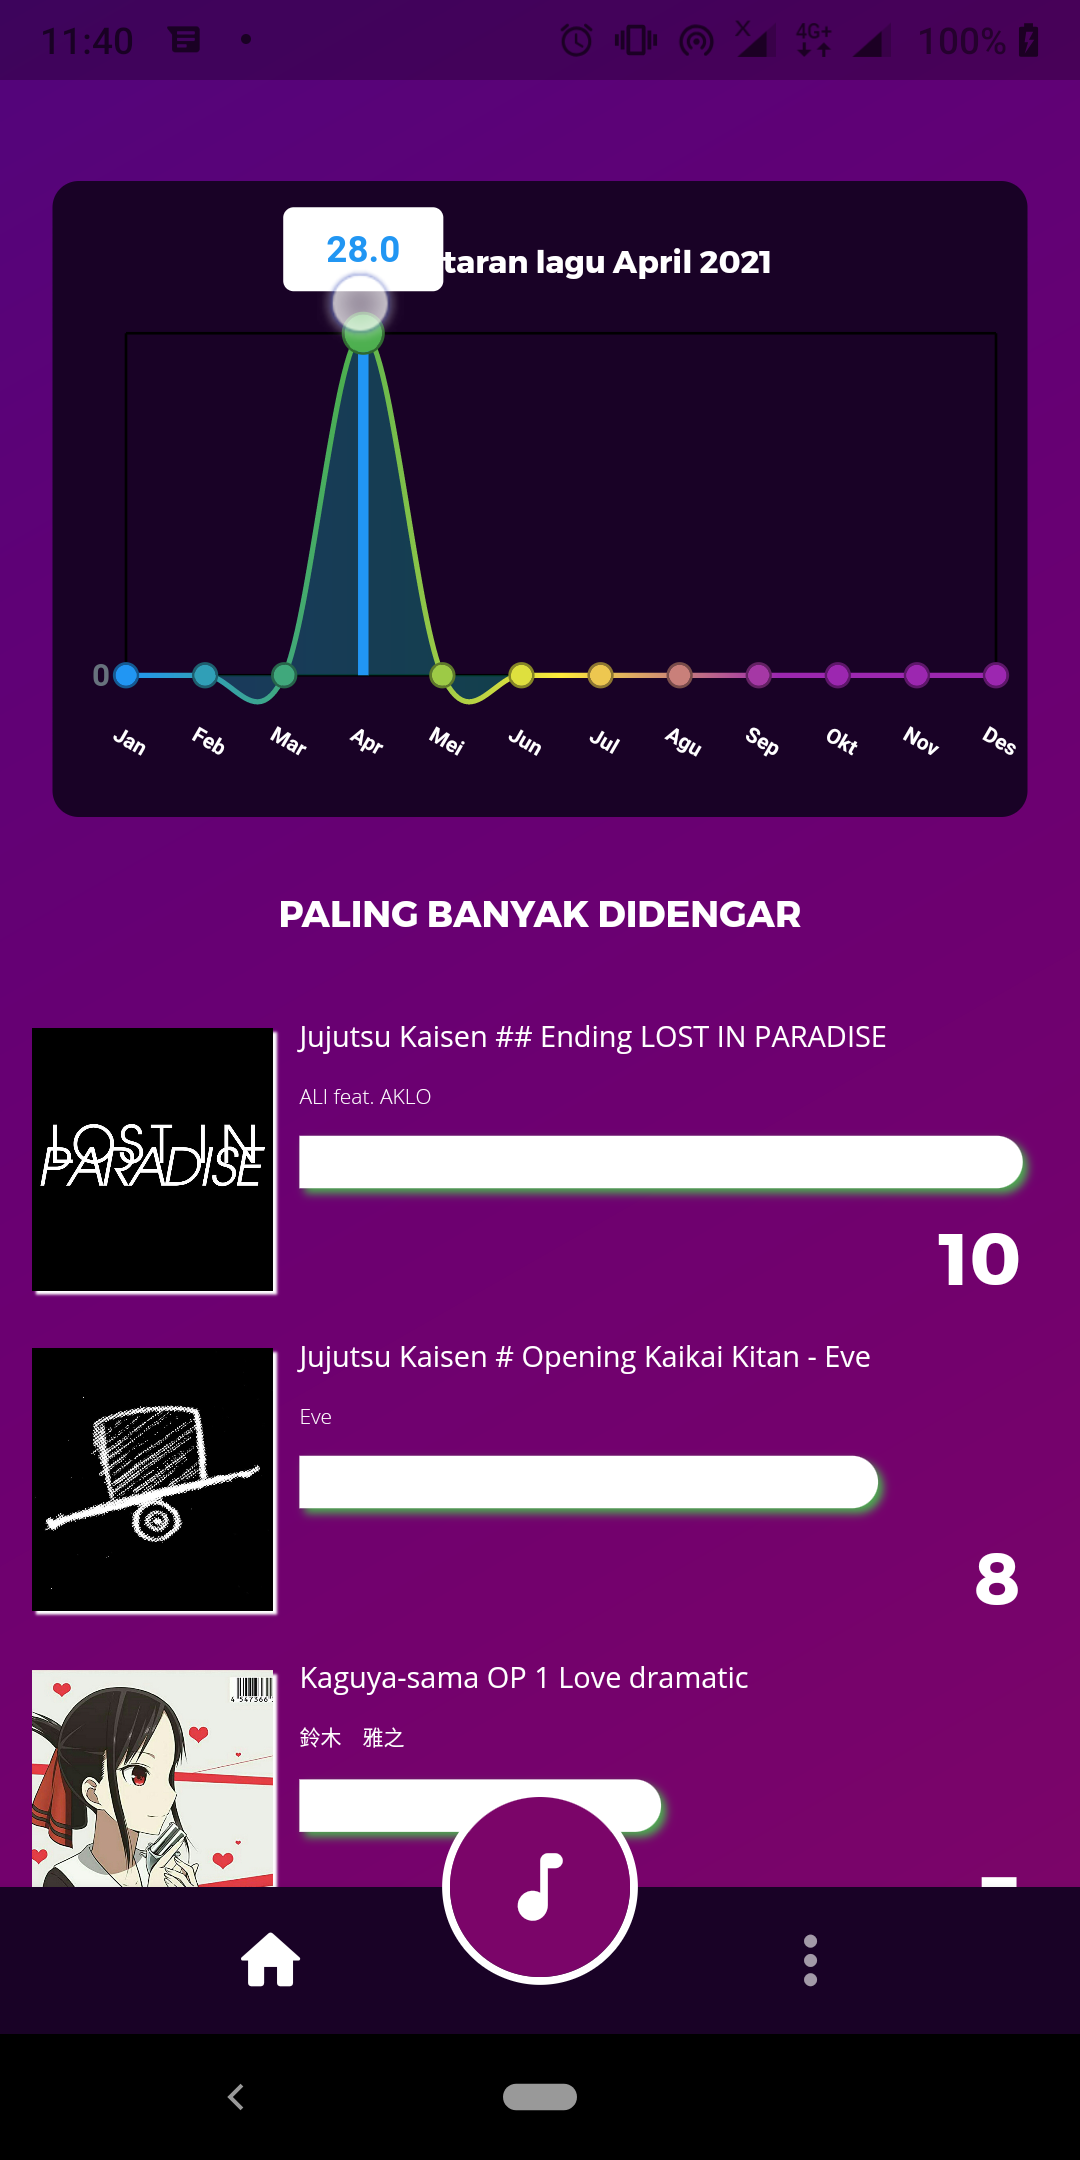 11:40 4G+ 100%
28.0
taran lagu April 2021
0
Jan Feb Mar Apr Mei Jun Jul Agu Sep Okt Nov Des
PALING BANYAK DIDENGAR
Jujutsu Kaisen ## Ending LOST IN PARADISE
ALI feat. AKLO
LOST IN
PARADISE
10
Jujutsu Kaisen # Opening Kaikai Kitan - Eve
Eve
8
Kaguya-sama OP 1 Love dramatic
鈴木　雅之
4 547366